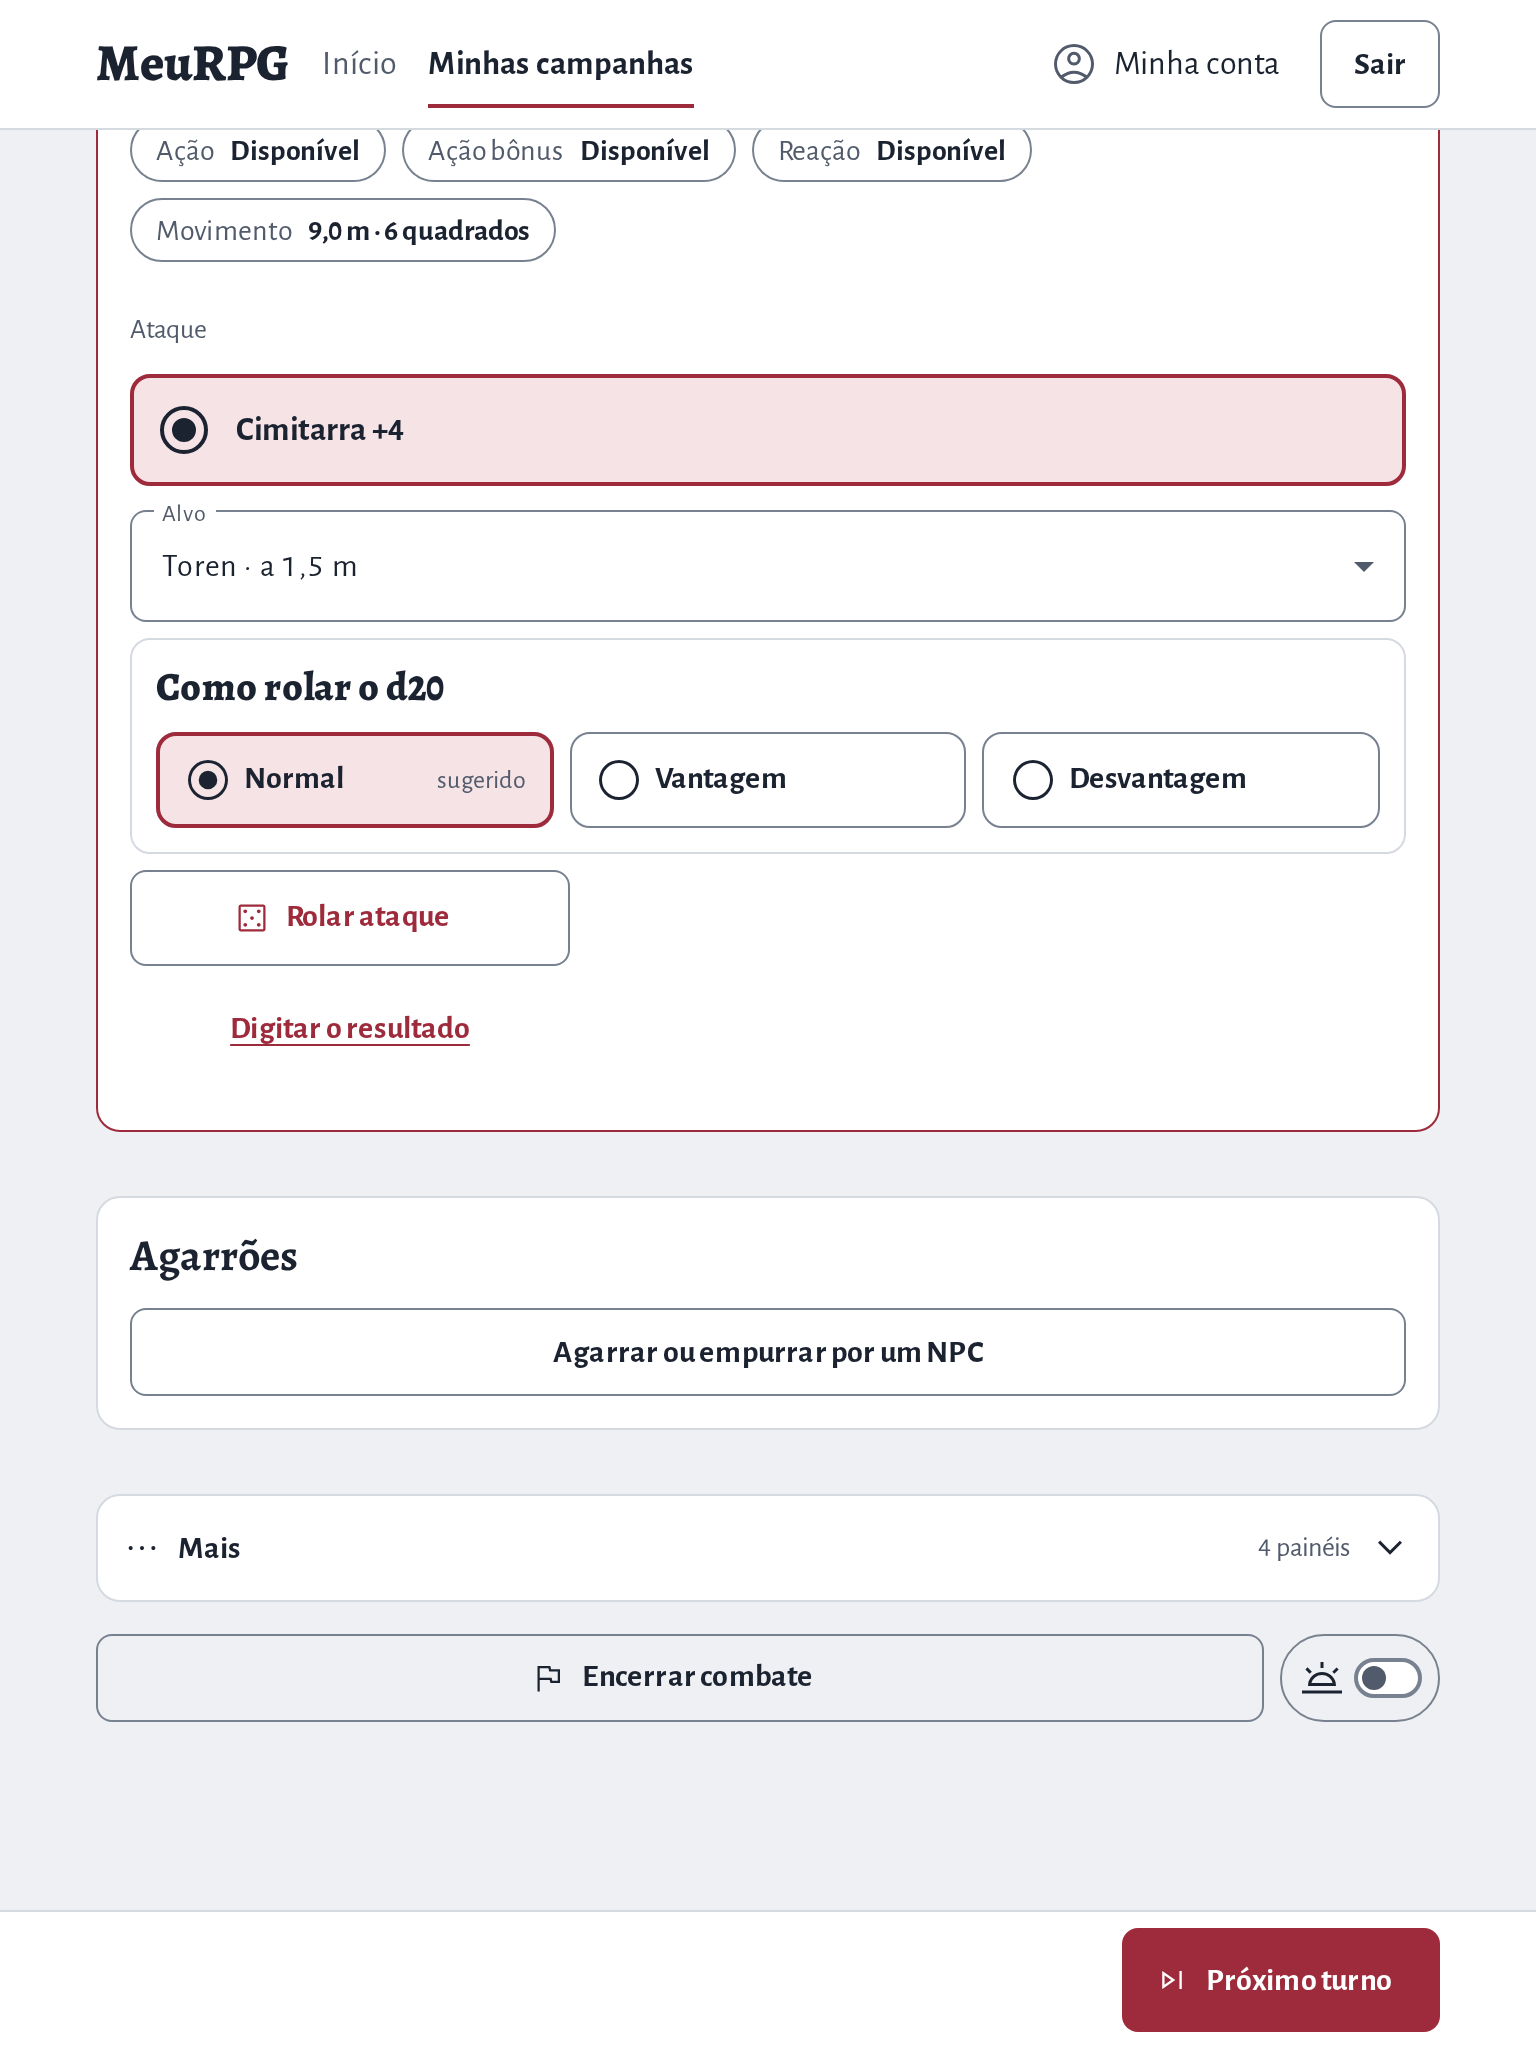 MeuRPG Início Minhas campanhas Minha conta Sair
Ação Disponível Ação bônus Disponível Reação Disponível
Movimento 9,0 m · 6 quadrados
Ataque
Cimitarra +4
Alvo
Toren · a 1,5 m
Como rolar o d20
Normal sugerido Vantagem Desvantagem
Rolar ataque
Digitar o resultado
Agarrões
Agarrar ou empurrar por um NPC
Mais 4 painéis
Encerrar combate
Próximo turno